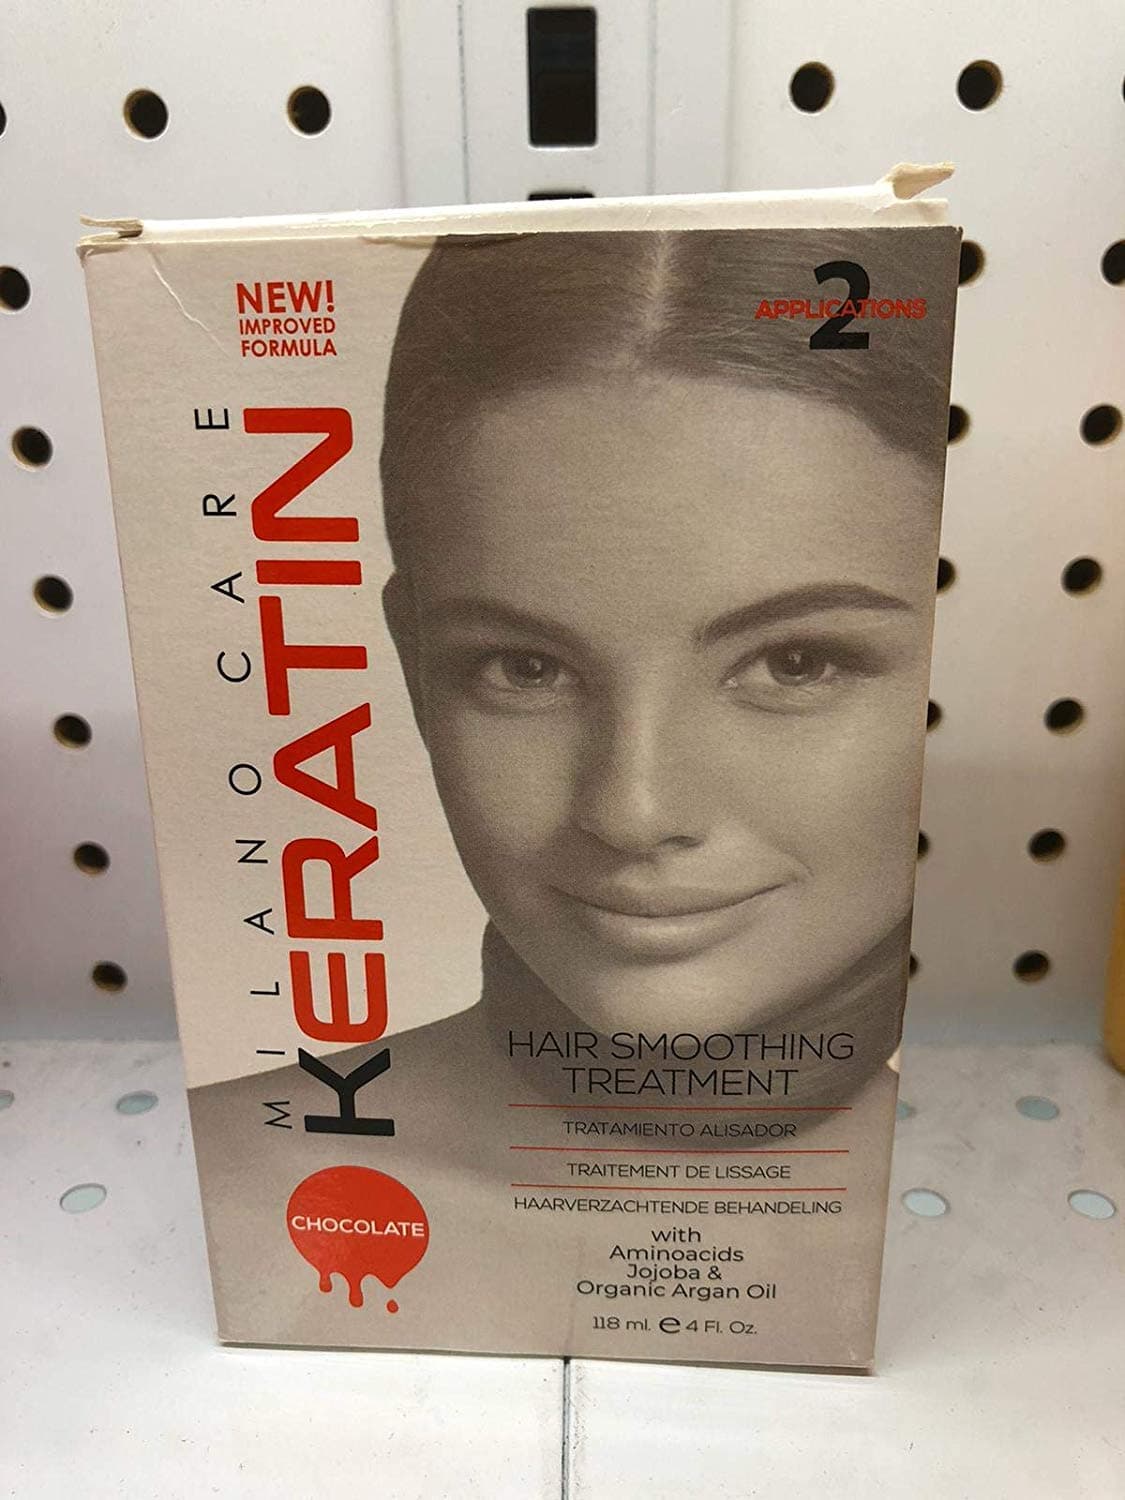 NEW!
IMPROVED
FORMULA
2
APPLICATIONS
MILANO CARE
KERATIN
HAIR SMOOTHING
TREATMENT
TRATAMIENTO ALISADOR
TRAITEMENT DE LISSAGE
HAARVERZACHTENDE BEHANDELING
with
Aminoacids
Jojoba &
Organic Argan Oil
118 ml. e 4 Fl. Oz.
CHOCOLATE